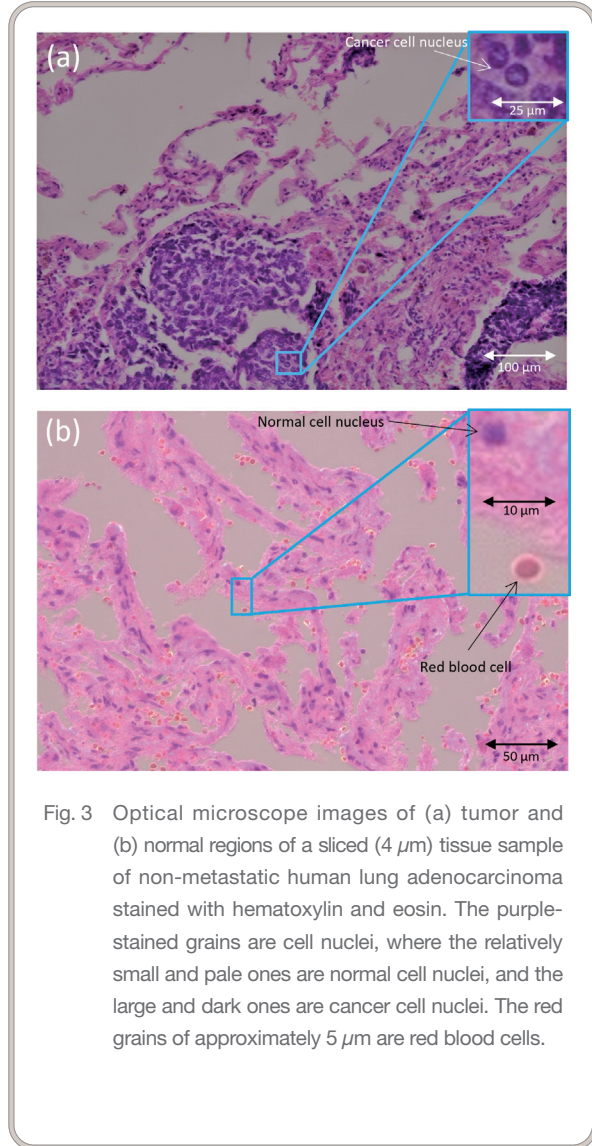 (a)
Cancer cell nucleus
25 µm
100 µm
(b)
Normal cell nucleus
10 µm
Red blood cell
50 µm
Fig. 3 Optical microscope images of (a) tumor and
(b) normal regions of a sliced (4 µm) tissue sample
of non-metastatic human lung adenocarcinoma
stained with hematoxylin and eosin. The purple-
stained grains are cell nuclei, where the relatively
small and pale ones are normal cell nuclei, and the
large and dark ones are cancer cell nuclei. The red
grains of approximately 5 µm are red blood cells.